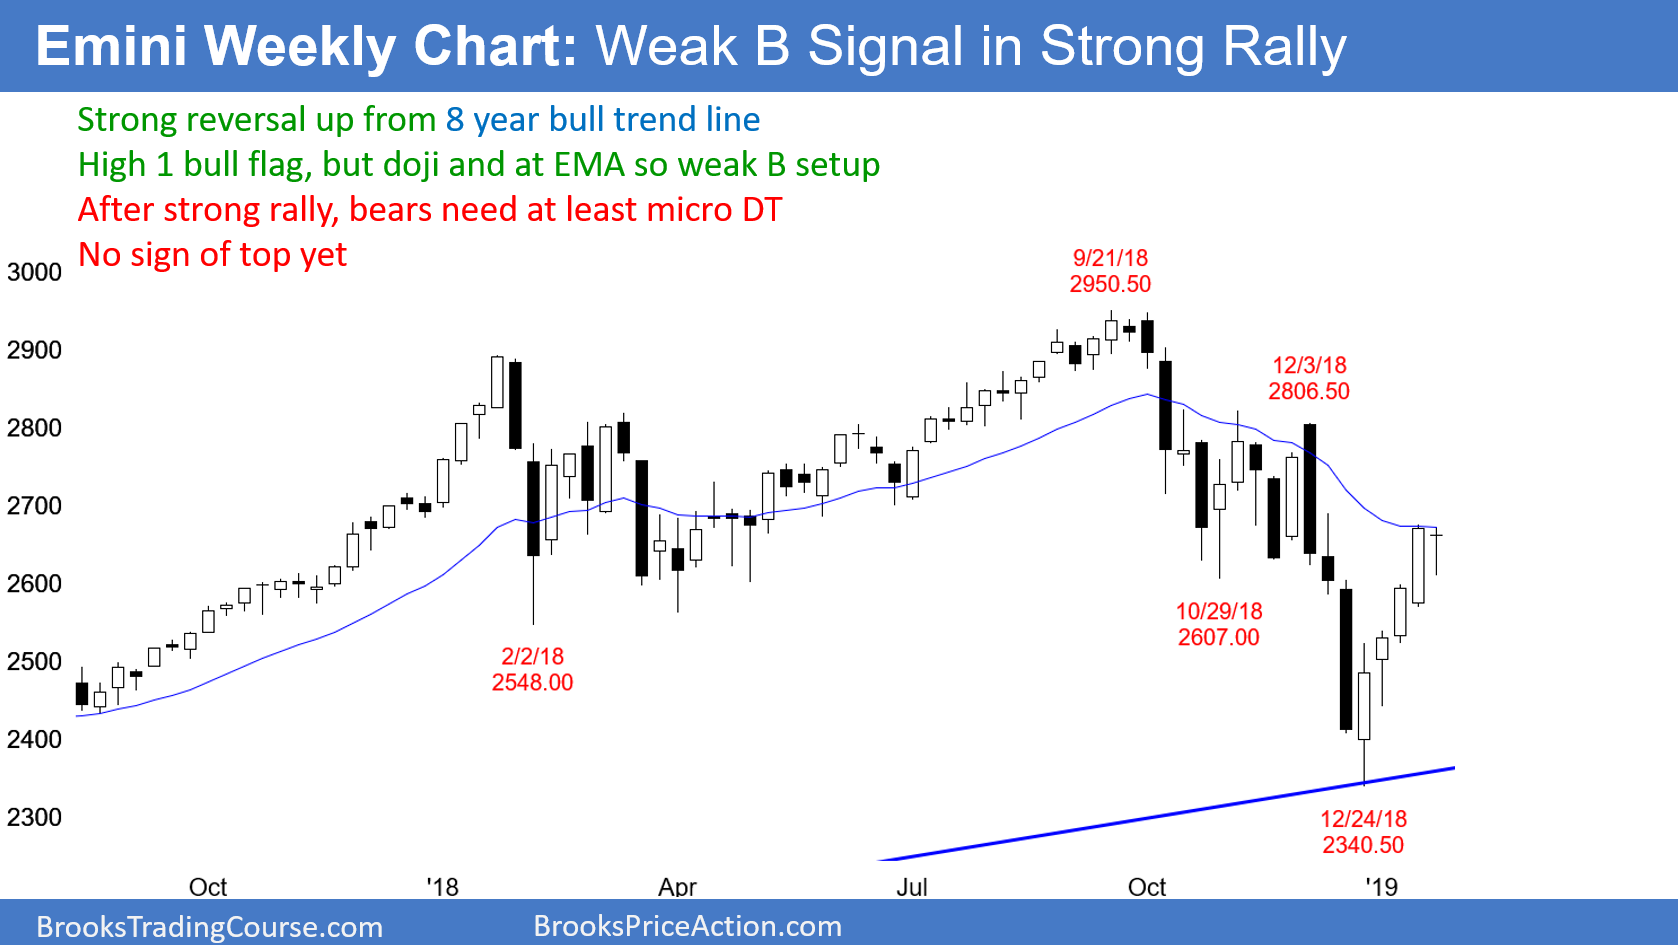 Emini Weekly Chart: Weak B Signal in Strong Rally
Strong reversal up from 8 year bull trend line
High 1 bull flag, but doji and at EMA so weak B setup
After strong rally, bears need at least micro DT
No sign of top yet
3000
2900
2800
2700
2600
2500
2400
2300
9/21/18
2950.50
12/3/18
2806.50
10/29/18
2607.00
2/2/18
2548.00
12/24/18
2340.50
Oct
'18
Apr
Jul
Oct
'19
BrooksTradingCourse.com
BrooksPriceAction.com